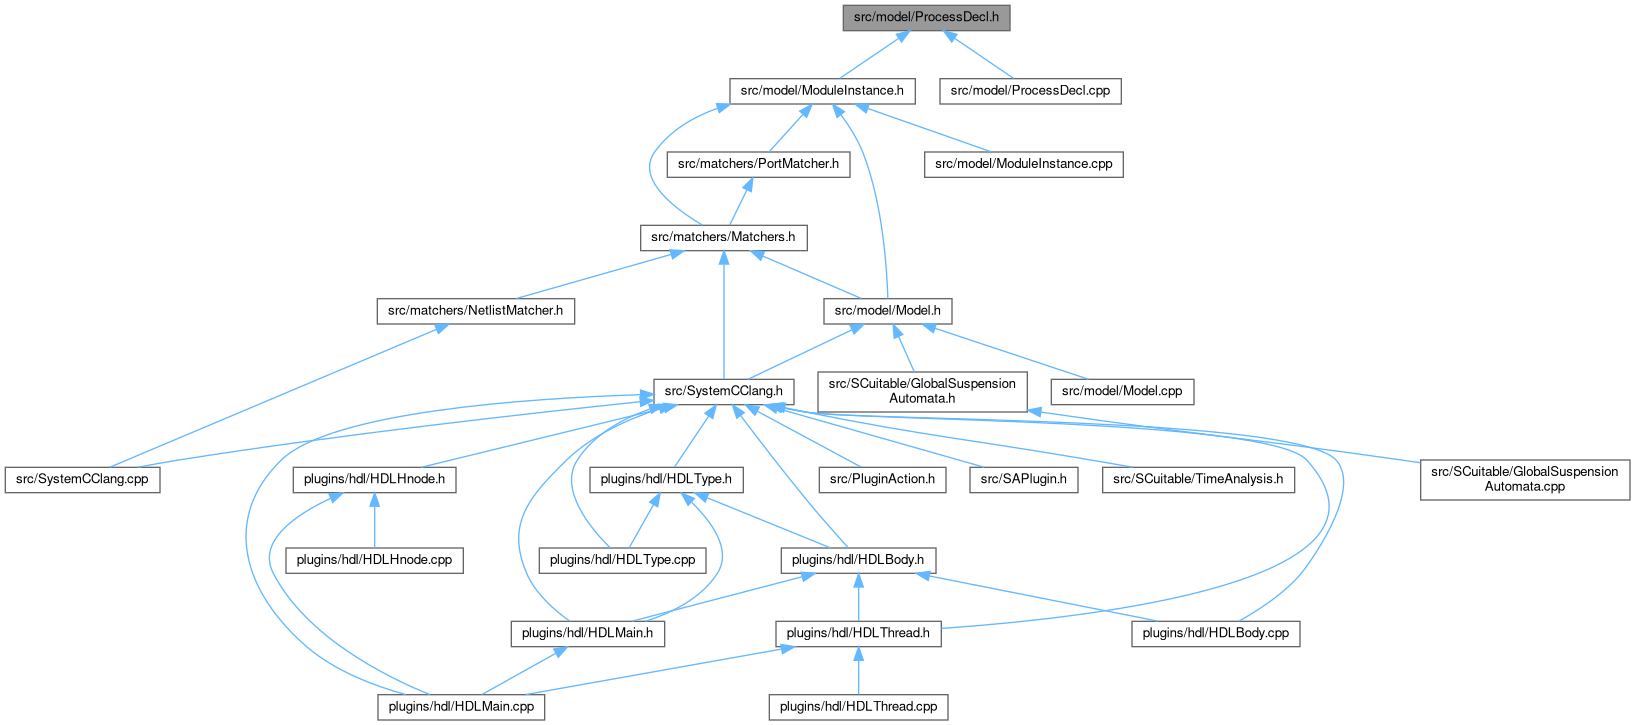 src/model/ProcessDecl.h
src/model/ModuleInstance.h
src/model/ProcessDecl.cpp
src/matchers/PortMatcher.h
src/model/ModuleInstance.cpp
src/matchers/Matchers.h
src/matchers/NetlistMatcher.h
src/model/Model.h
src/SystemCClang.h
src/SCuitable/GlobalSuspension
Automata.h
src/model/Model.cpp
src/SystemCClang.cpp
plugins/hdl/HDLHnode.h
plugins/hdl/HDLType.h
src/PluginAction.h
src/SAPlugin.h
src/SCuitable/TimeAnalysis.h
src/SCuitable/GlobalSuspension
Automata.cpp
plugins/hdl/HDLHnode.cpp
plugins/hdl/HDLType.cpp
plugins/hdl/HDLBody.h
plugins/hdl/HDLMain.h
plugins/hdl/HDLThread.h
plugins/hdl/HDLBody.cpp
plugins/hdl/HDLMain.cpp
plugins/hdl/HDLThread.cpp